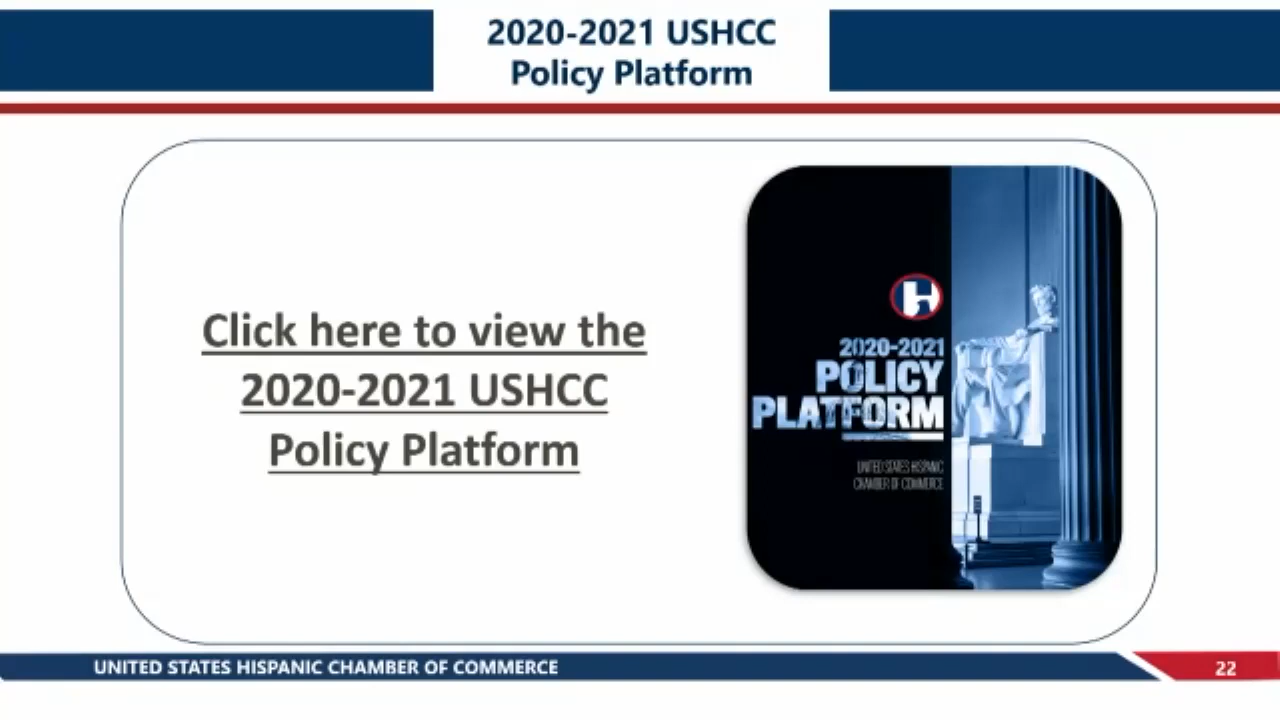 2020-2021 USHCC
Policy Platform
Click here to view the
2020-2021 USHCC
Policy Platform
H
2020-2021
POLICY
PLATFORM
UNITED STATES HISPANIC
CHAMBER OF COMMERCE
UNITED STATES HISPANIC CHAMBER OF COMMERCE
22